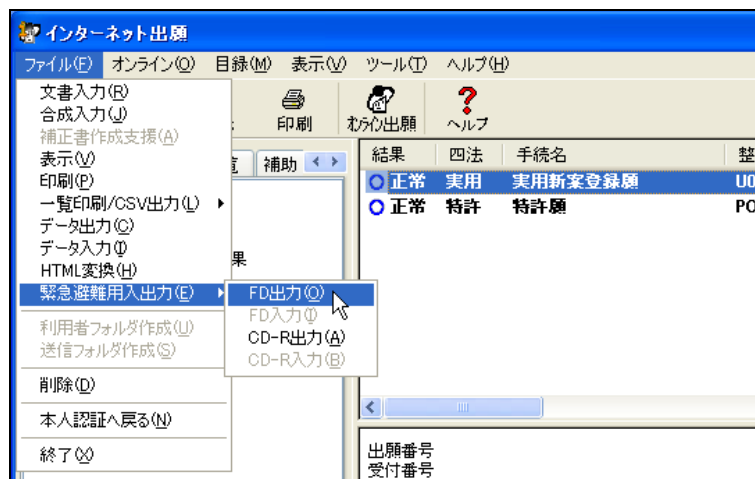 インターネット出願
ファイル(F) オンライン(O) 目録(M) 表示(V) ツール(T) ヘルプ(H)
文書入力(R)
合成入力(J)
補正書作成支援(A)
表示(V)
印刷(P)
一覧印刷/CSV出力(L)
データ出力(C)
データ入力(I)
HTML変換(H)
緊急避難用入出力(E)
利用者フォルダ作成(U)
送信フォルダ作成(S)
削除(D)
本人認証へ戻る(N)
終了(X)
FD出力(O)
FD入力(I)
CD-R出力(A)
CD-R入力(B)
印刷 オンライン出願 ヘルプ
補助
果
結果 四法 手続名 整
正常 実用 実用新案登録願 U0
正常 特許 特許願 PO
出願番号
受付番号